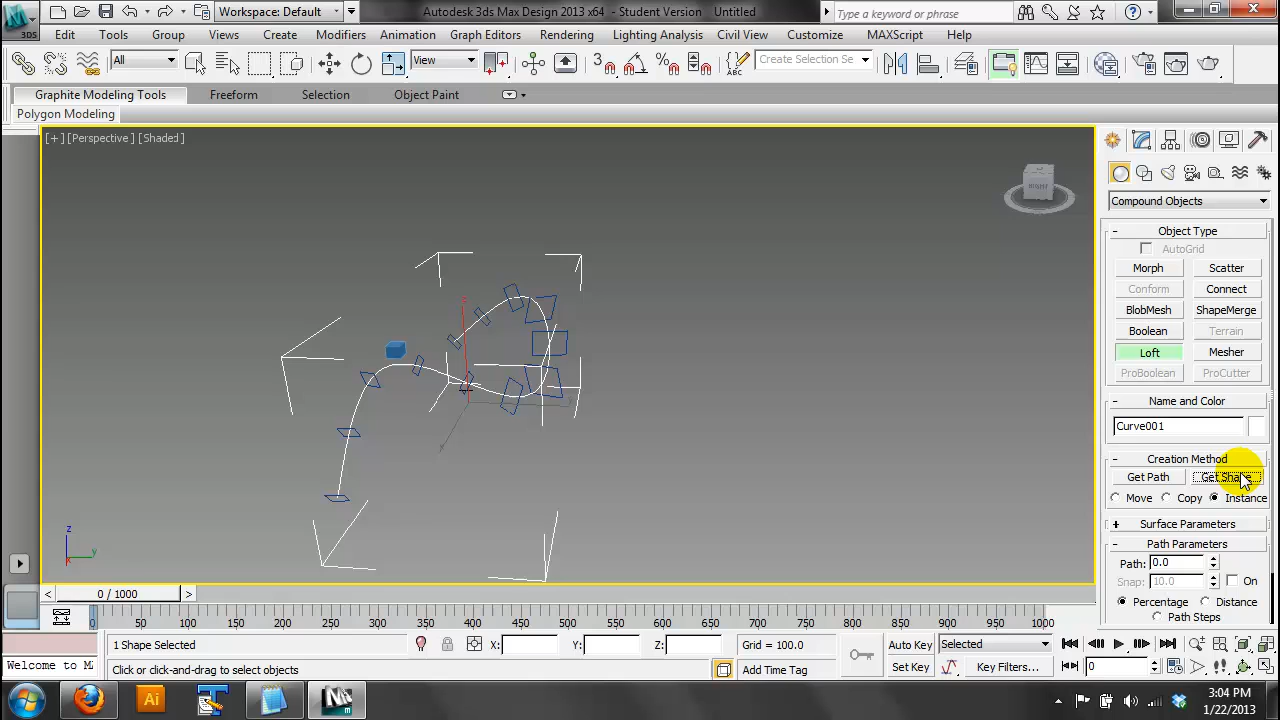 Workspace: Default
Autodesk 3ds Max Design 2013 x64 - Student Version Untitled
Type a keyword or phrase
3DS
Edit Tools Group Views Create Modifiers Animation Graph Editors Rendering Lighting Analysis Civil View Customize MAXScript Help
All View Create Selection Se
Graphite Modeling Tools Freeform Selection Object Paint
Polygon Modeling
[+] [Perspective] [Shaded]
Compound Objects
- Object Type
AutoGrid
Morph Scatter
Conform Connect
BlobMesh ShapeMerge
Boolean Terrain
Loft Mesher
ProBoolean ProCutter
- Name and Color
Curve001
- Creation Method
Get Path Get Shape
Move Copy Instance
+ Surface Parameters
- Path Parameters
Path: 0.0
Snap: 10.0 On
Percentage Distance
Path Steps
z
y
x
< 0 / 1000 >
0 50 100 150 200 250 300 350 400 450 500 550 600 650 700 750 800 850 900 950 1000
1 Shape Selected X: Y: Z: Grid = 100.0 Auto Key Selected
Welcome to M Click or click-and-drag to select objects Add Time Tag Set Key Key Filters... 0
Ai
3:04 PM
1/22/2013